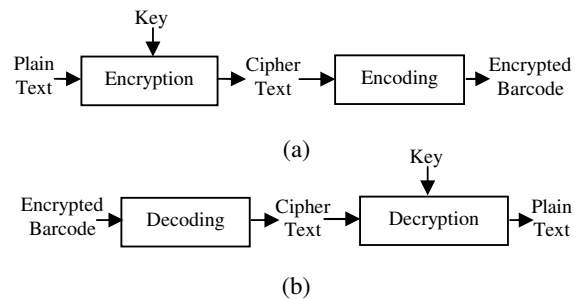 Key
Plain
Text
Encryption
Cipher
Text
Encoding
Encrypted
Barcode
(a)
Key
Encrypted
Barcode
Decoding
Cipher
Text
Decryption
Plain
Text
(b)